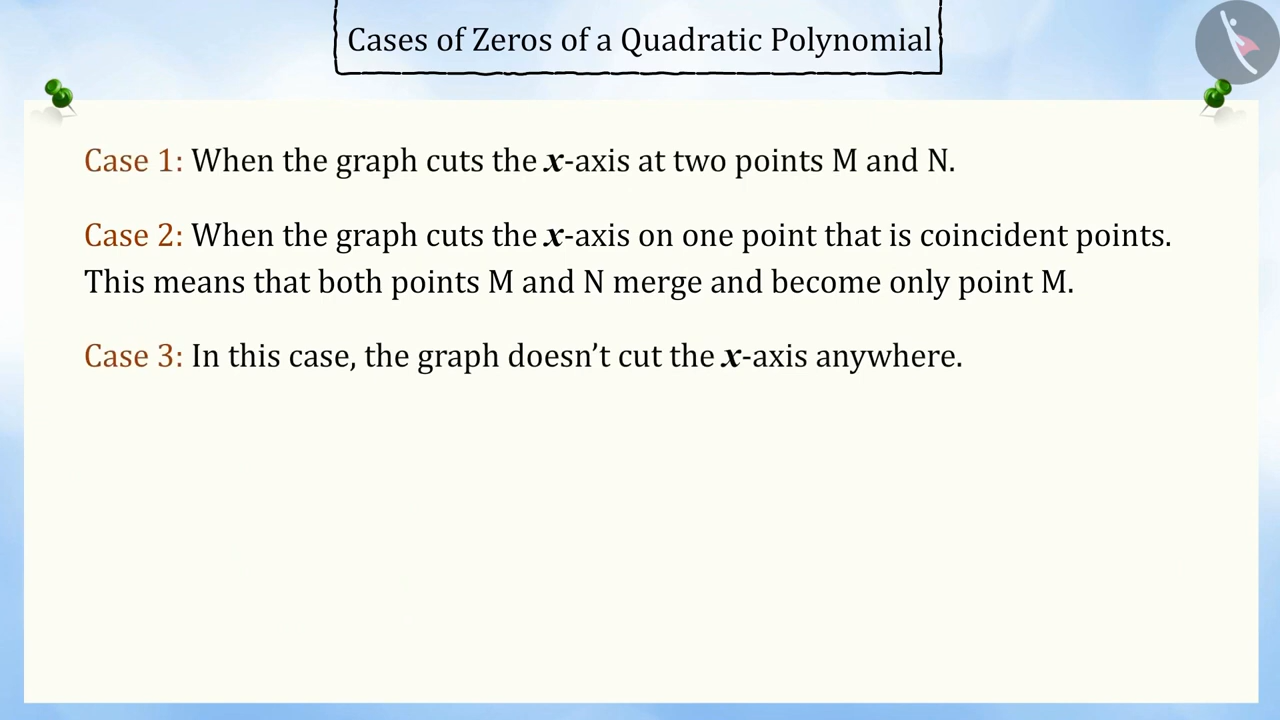 Cases of Zeros of a Quadratic Polynomial
Case 1: When the graph cuts the x-axis at two points M and N.
Case 2: When the graph cuts the x-axis on one point that is coincident points.
This means that both points M and N merge and become only point M.
Case 3: In this case, the graph doesn’t cut the x-axis anywhere.